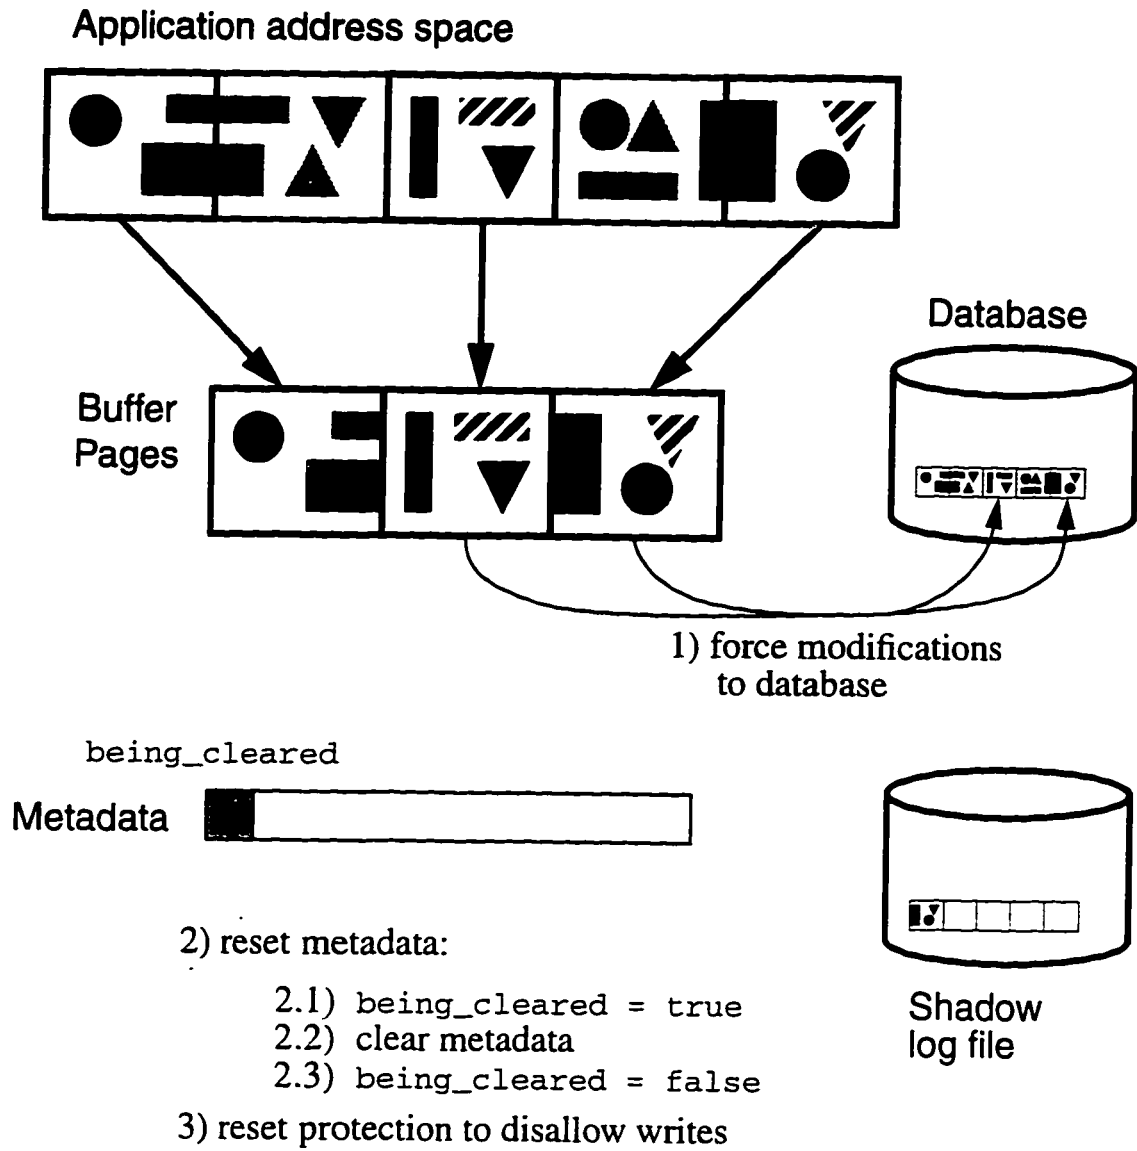 Application address space
Database
Buffer
Pages
1) force modifications
to database
being_cleared
Metadata
2) reset metadata:
2.1) being_cleared = true
2.2) clear metadata
2.3) being_cleared = false
3) reset protection to disallow writes
Shadow
log file